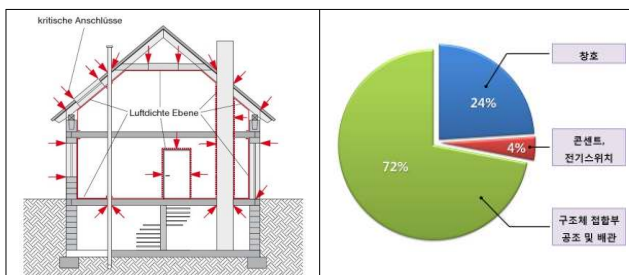 kritische Anschlüsse
Luftdichte Ebene
창호
24%
콘센트,
전기스위치
4%
72%
구조체 접합부
공조 및 배관